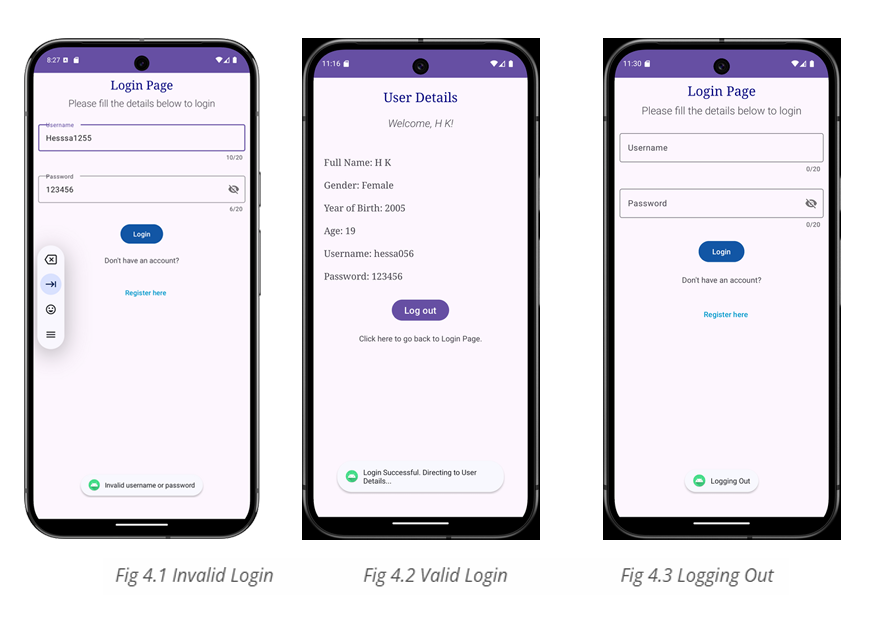 8:27
Login Page
Please fill the details below to login
Username
Hesssa1255
10/20
Password
123456
6/20
Login
Don't have an account?
Register here
Invalid username or password
11:16
User Details
Welcome, H K!
Full Name: H K
Gender: Female
Year of Birth: 2005
Age: 19
Username: hessa056
Password: 123456
Log out
Click here to go back to Login Page.
Login Successful. Directing to User
Details...
11:30
Login Page
Please fill the details below to login
Username
0/20
Password
0/20
Login
Don't have an account?
Register here
Logging Out
Fig 4.1 Invalid Login
Fig 4.2 Valid Login
Fig 4.3 Logging Out